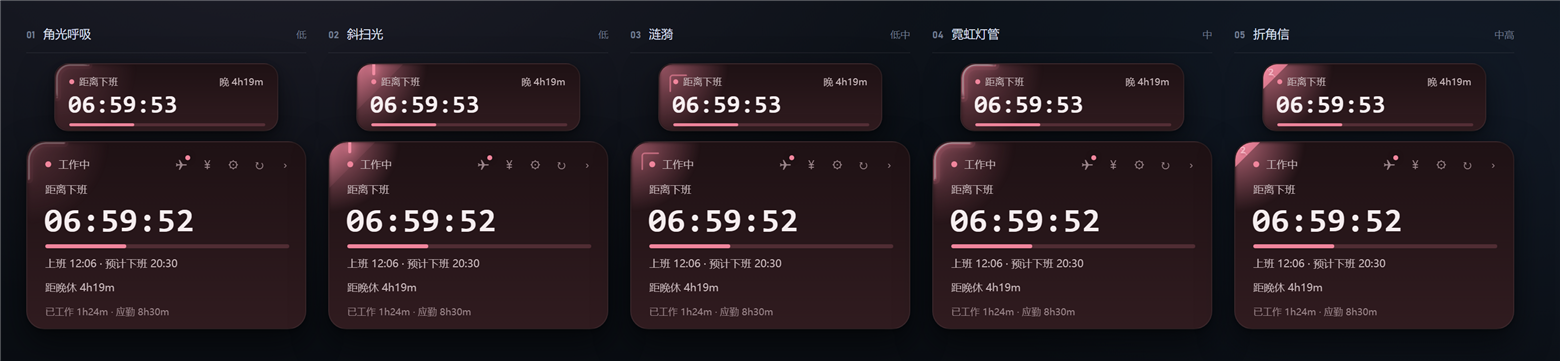 01 角光呼吸 低
距离下班 晚 4h19m
06:59:53
工作中 ¥
距离下班
06:59:52
上班 12:06 · 预计下班 20:30
距晚休 4h19m
已工作 1h24m · 应勤 8h30m
02 斜扫光 低
距离下班 晚 4h19m
06:59:53
工作中 ¥
距离下班
06:59:52
上班 12:06 · 预计下班 20:30
距晚休 4h19m
已工作 1h24m · 应勤 8h30m
03 涟漪 低中
距离下班 晚 4h19m
06:59:53
工作中 ¥
距离下班
06:59:52
上班 12:06 · 预计下班 20:30
距晚休 4h19m
已工作 1h24m · 应勤 8h30m
04 霓虹灯管 中
距离下班 晚 4h19m
06:59:53
工作中 ¥
距离下班
06:59:52
上班 12:06 · 预计下班 20:30
距晚休 4h19m
已工作 1h24m · 应勤 8h30m
05 折角信 中高
距离下班 晚 4h19m
06:59:53
工作中 ¥
距离下班
06:59:52
上班 12:06 · 预计下班 20:30
距晚休 4h19m
已工作 1h24m · 应勤 8h30m